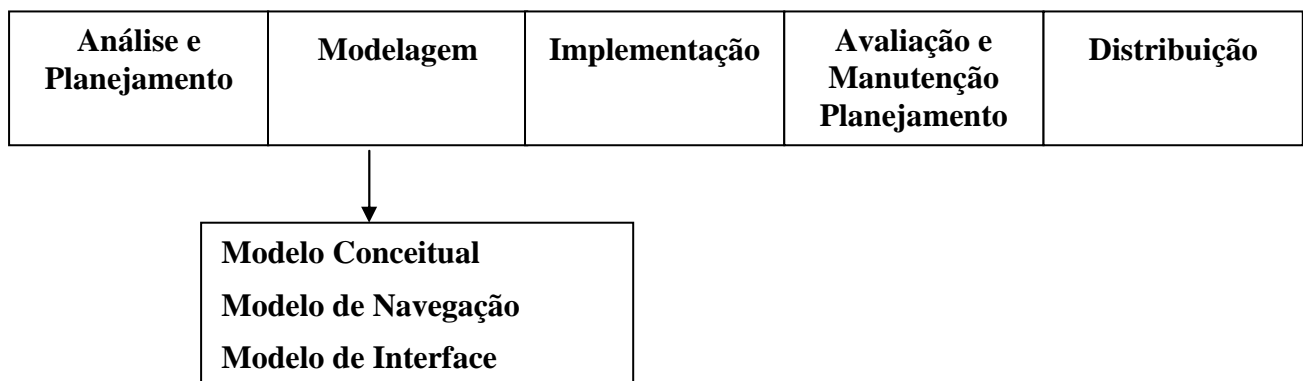 Análise e
Planejamento
Modelagem
Implementação
Avaliação e
Manutenção
Planejamento
Distribuição
Modelo Conceitual
Modelo de Navegação
Modelo de Interface